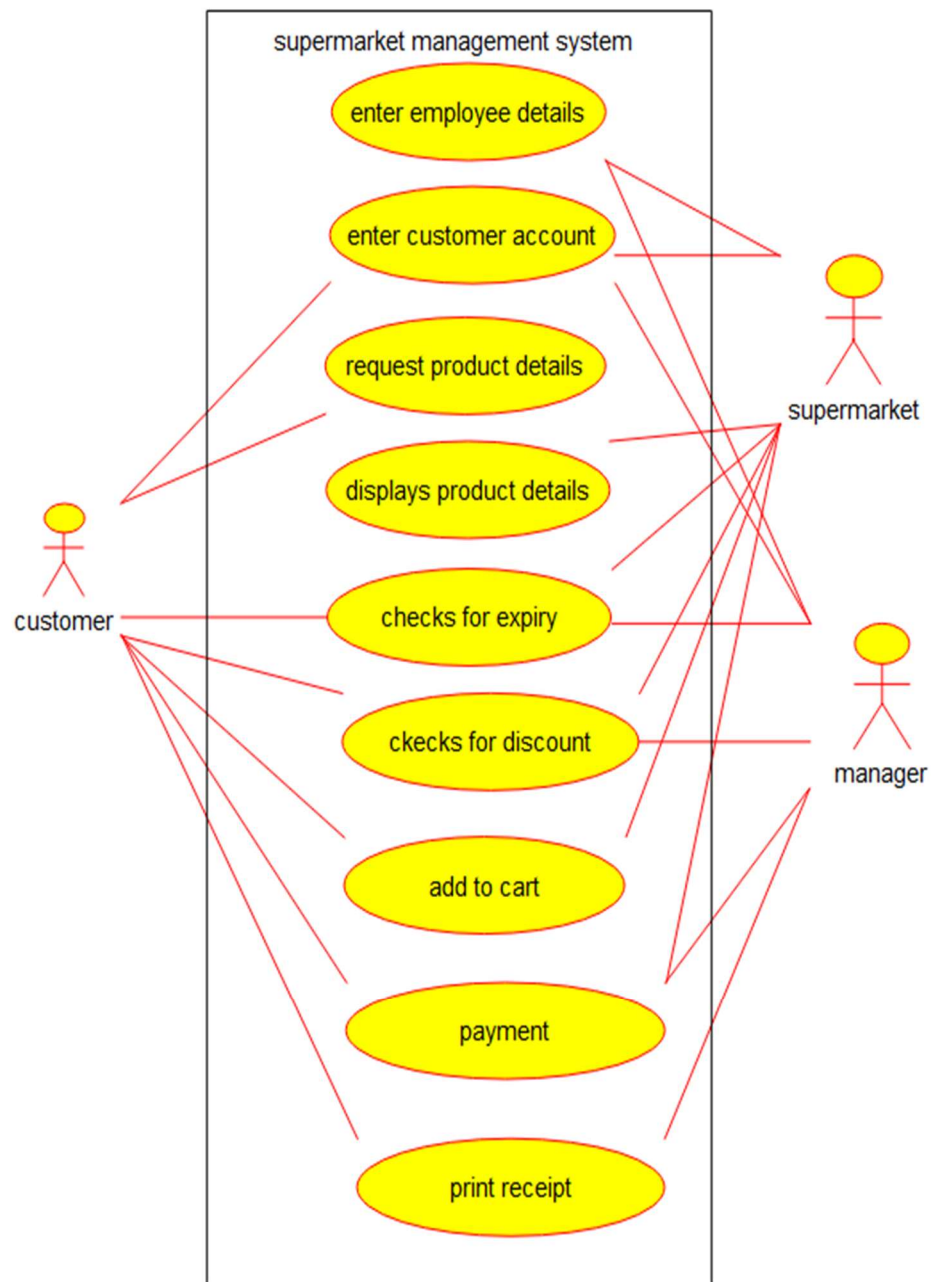 supermarket management system
enter employee details
enter customer account
request product details
supermarket
displays product details
customer
checks for expiry
ckecks for discount
manager
add to cart
payment
print receipt